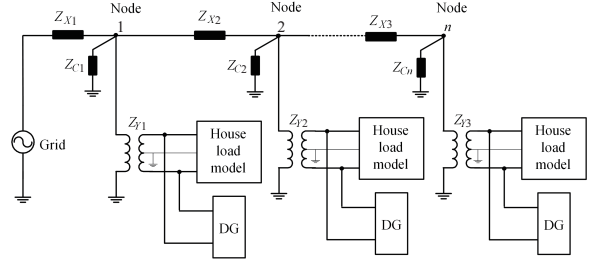 Z_X1
Node
1
Z_X2
Node
2
Z_X3
Node
n
Z_C1
Z_C2
Z_Cn
Grid
Z_Y1
House
load
model
DG
Z_Y2
House
load
model
DG
Z_Y3
House
load
model
DG